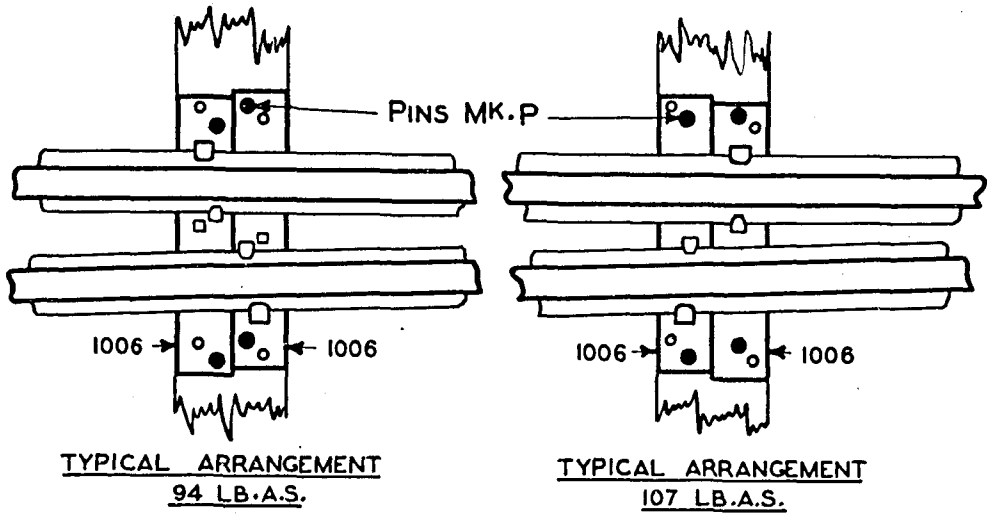 PINS MK.P
1006
1006
1006
1006
TYPICAL ARRANGEMENT
94 LB.A.S.
TYPICAL ARRANGEMENT
107 LB.A.S.